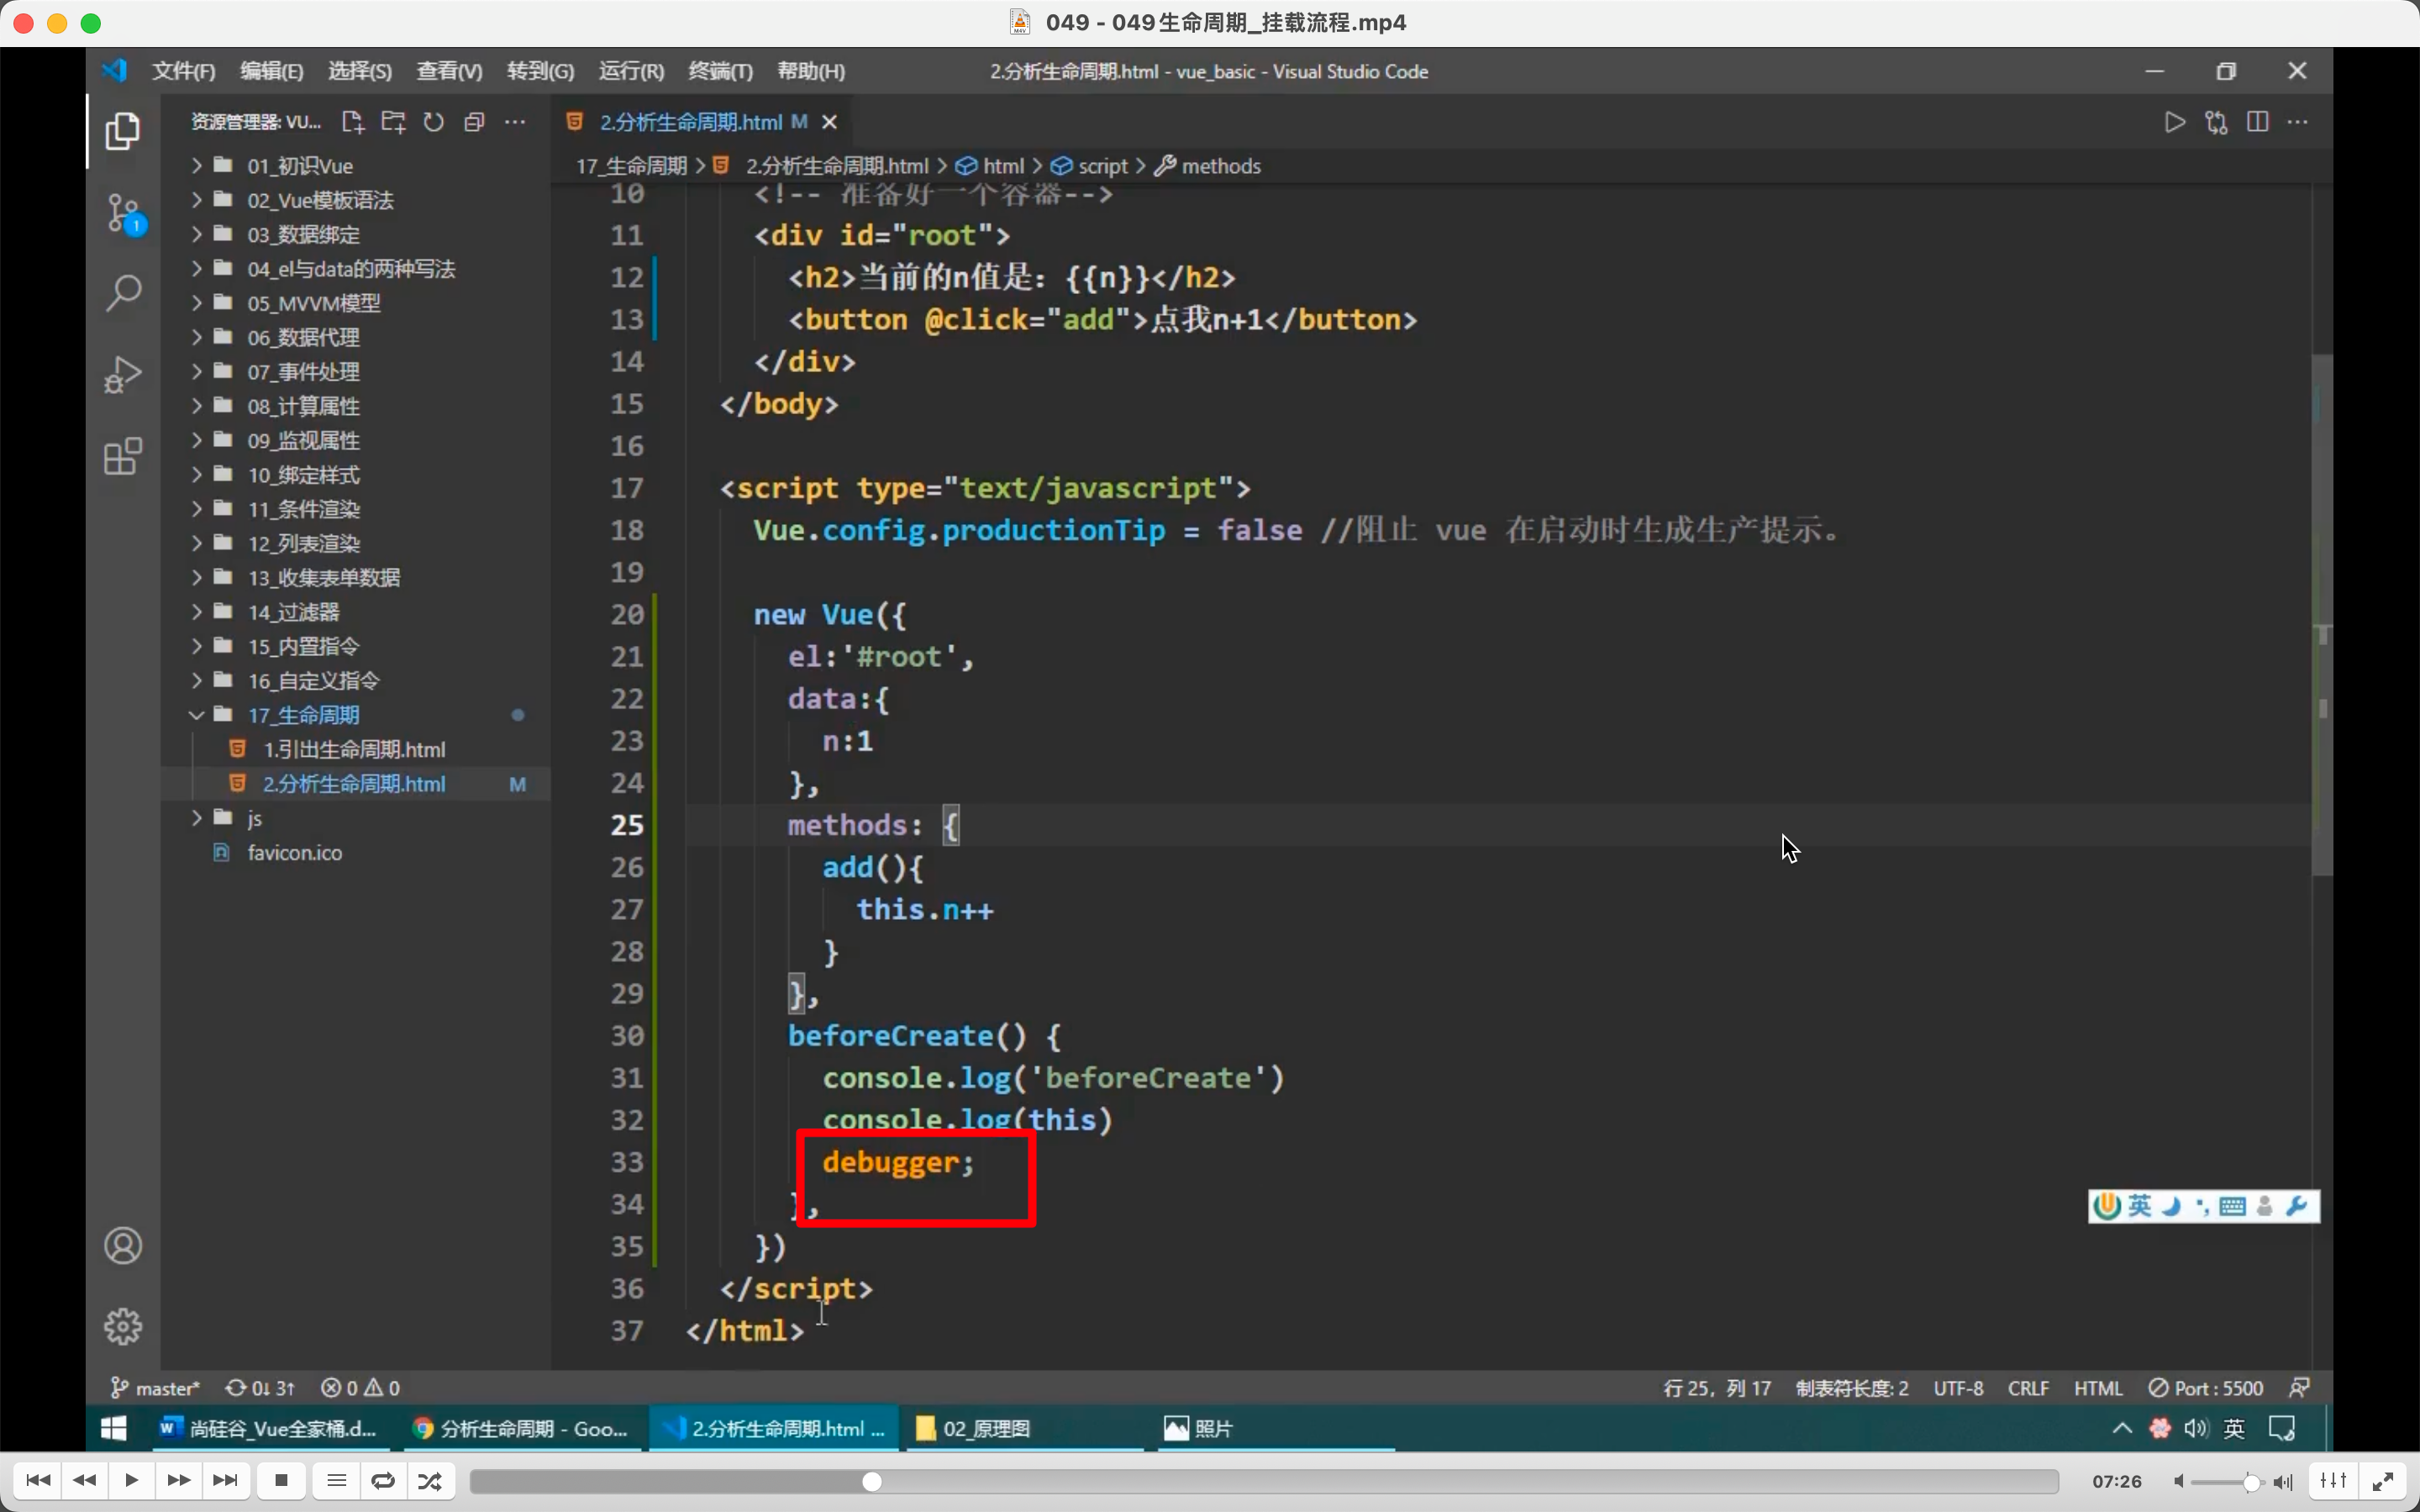 049 - 049生命周期_挂载流程.mp4
文件(F) 编辑(E) 选择(S) 查看(V) 转到(G) 运行(R) 终端(T) 帮助(H) 2.分析生命周期.html - vue_basic - Visual Studio Code
资源管理器: VU...
2.分析生命周期.html M
17_生命周期 > 2.分析生命周期.html > html > script > methods
1
01_初识Vue
02_Vue模板语法
03_数据绑定
04_el与data的两种写法
05_MVVM模型
06_数据代理
07_事件处理
08_计算属性
09_监视属性
10_绑定样式
11_条件渲染
12_列表渲染
13_收集表单数据
14_过滤器
15_内置指令
16_自定义指令
17_生命周期
1.引出生命周期.html
2.分析生命周期.html M
js
favicon.ico
10 <!-- 准备好一个容器-->
11 <div id="root">
12 <h2>当前的n值是：{{n}}</h2>
13 <button @click="add">点我n+1</button>
14 </div>
15 </body>
16
17 <script type="text/javascript">
18 Vue.config.productionTip = false //阻止 vue 在启动时生成生产提示。
19
20 new Vue({
21 el:'#root',
22 data:{
23 n:1
24 },
25 methods: {
26 add(){
27 this.n++
28 }
29 },
30 beforeCreate() {
31 console.log('beforeCreate')
32 console.log(this)
33 debugger;
34 },
35 })
36 </script>
37 </html>
英
master* 0↓ 3↑ 0 0 行 25，列 17 制表符长度: 2 UTF-8 CRLF HTML Port : 5500
尚硅谷_Vue全家桶.d... 分析生命周期 - Goo... 2.分析生命周期.html ... 02_原理图 照片 英
07:26